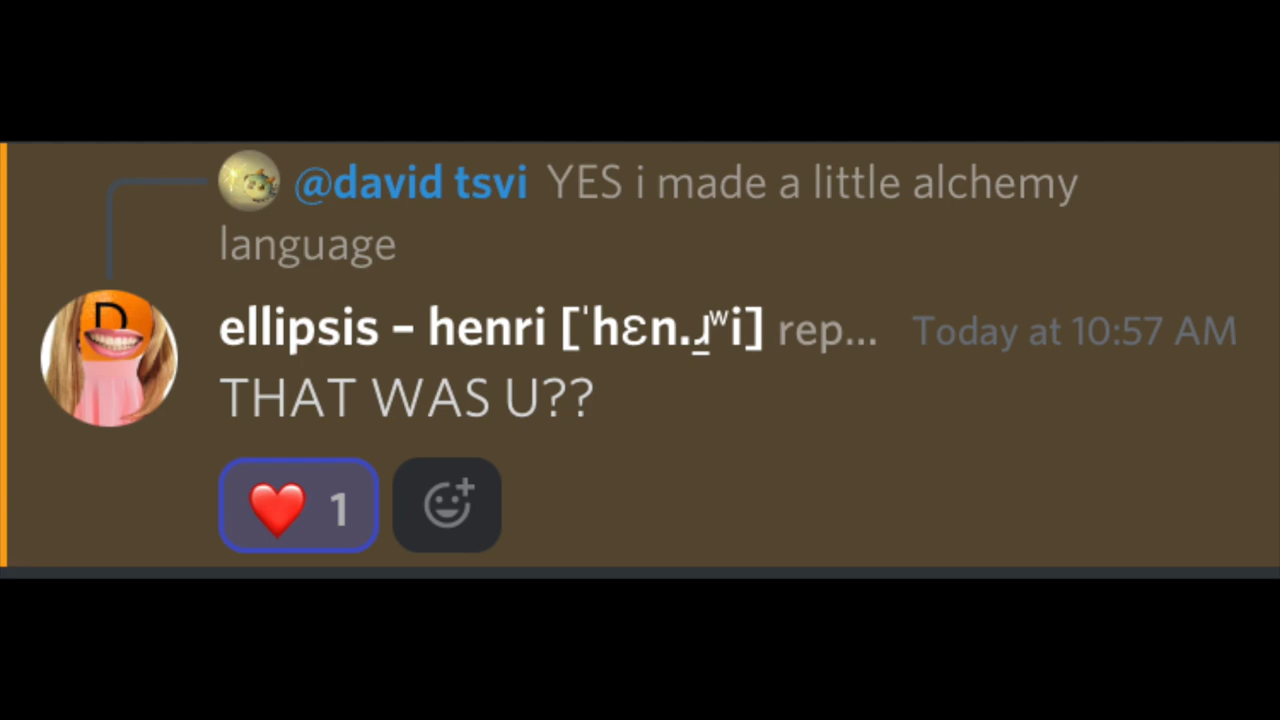 @david tsvi YES i made a little alchemy
language
D
ellipsis – henri [ˈhɛn.ɹ̠ʷi] rep... Today at 10:57 AM
THAT WAS U??
❤️ 1